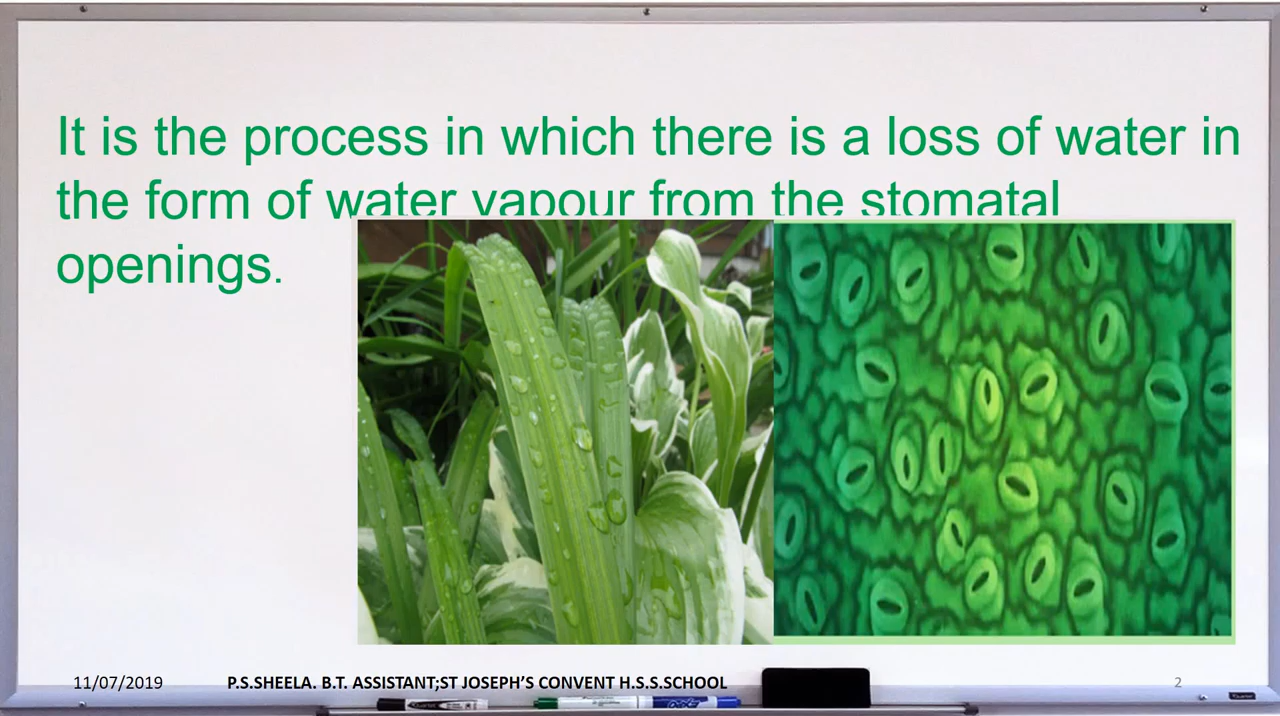 It is the process in which there is a loss of water in
the form of water vapour from the stomatal
openings.
11/07/2019 P.S.SHEELA. B.T. ASSISTANT;ST JOSEPH'S CONVENT H.S.S.SCHOOL 2